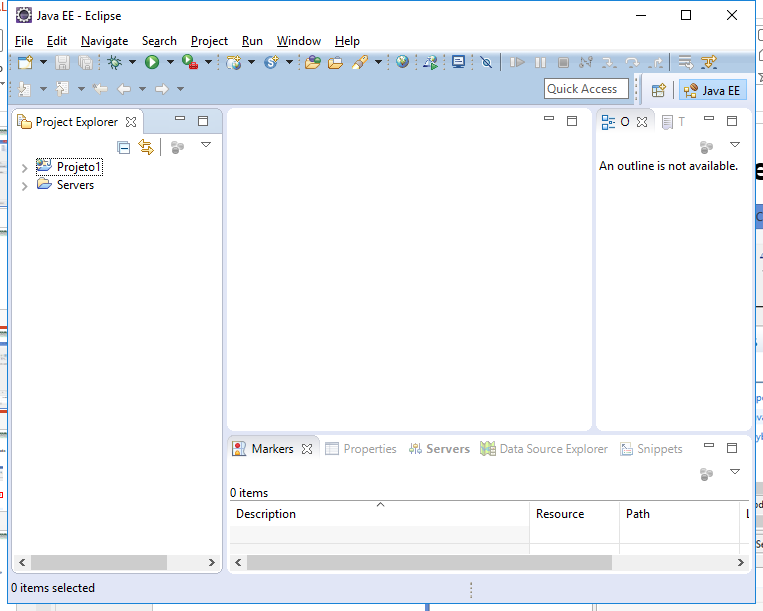 Java EE - Eclipse
File Edit Navigate Search Project Run Window Help
Quick Access
Java EE
Project Explorer
O
T
Projeto1
Servers
An outline is not available.
Markers Properties Servers Data Source Explorer Snippets
0 items
Description Resource Path L
0 items selected